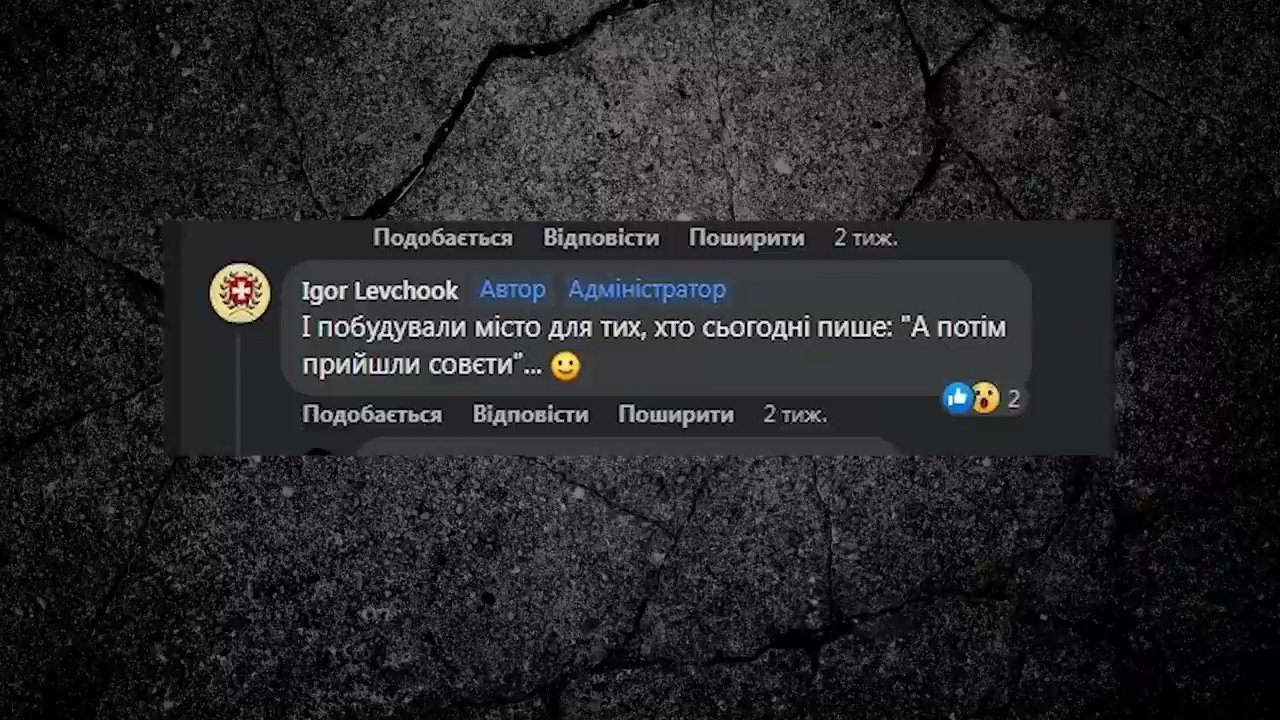 Подобається Відповісти Поширити 2 тиж.
Igor Levchook Автор Адміністратор
І побудували місто для тих, хто сьогодні пише: "А потім
прийшли совєти"... 🙂
2
Подобається Відповісти Поширити 2 тиж.